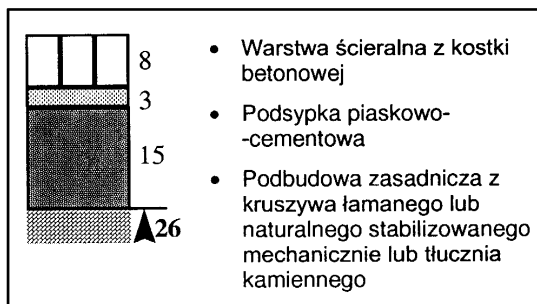 8
3
15
26
• Warstwa ścieralna z kostki
betonowej
• Podsypka piaskowo-
-cementowa
• Podbudowa zasadnicza z
kruszywa łamanego lub
naturalnego stabilizowanego
mechanicznie lub tłucznia
kamiennego